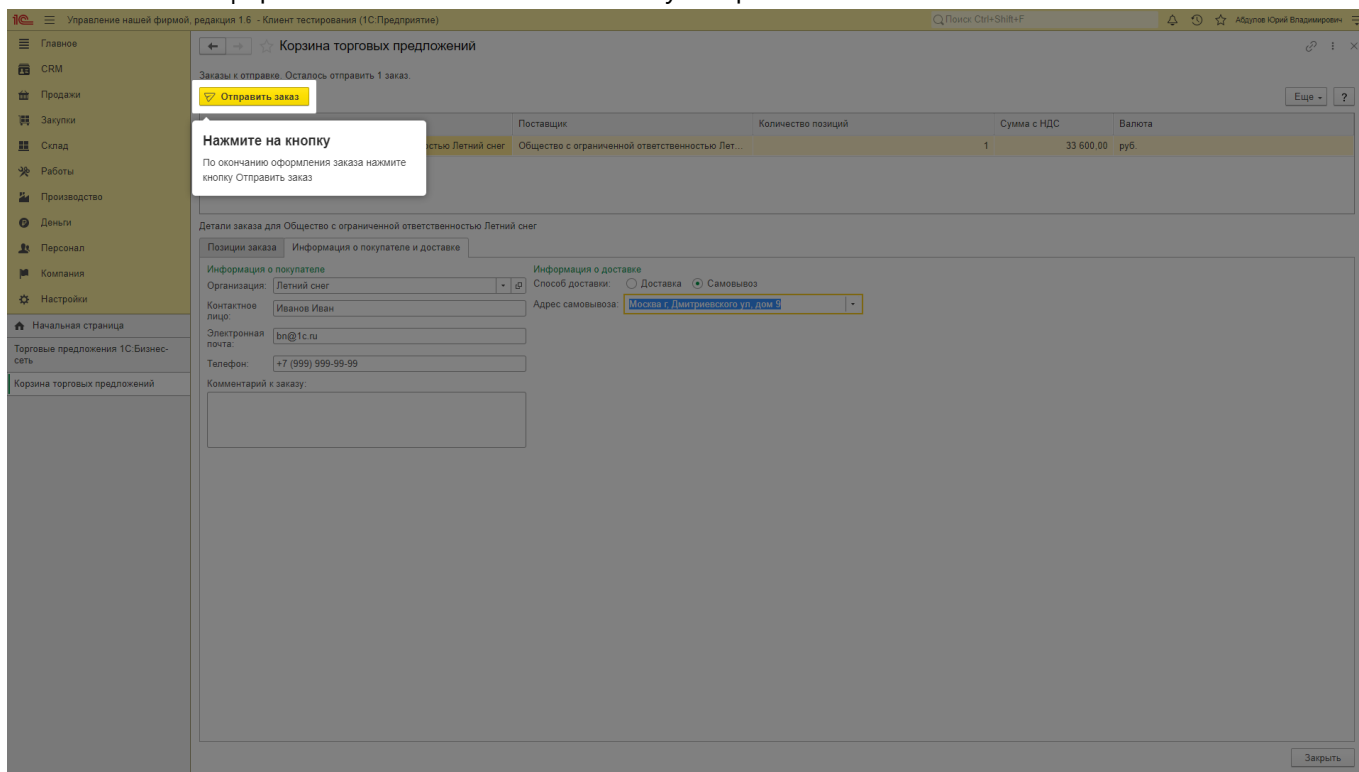 1С Управление нашей фирмой, редакция 1.6 - Клиент тестирования (1С:Предприятие) Поиск Ctrl+Shift+F Абдулов Юрий Владимирович
Главное
CRM
Продажи
Закупки
Склад
Работы
Производство
Деньги
Персонал
Компания
Настройки
Начальная страница
Торговые предложения 1С:Бизнес-
сеть
Корзина торговых предложений
Корзина торговых предложений
Заказы к отправке. Осталось отправить 1 заказ.
Отправить заказ Еще ?
Поставщик Количество позиций Сумма с НДС Валюта
стью Летний снег Общество с ограниченной ответственностью Лет... 1 33 600,00 руб.
Нажмите на кнопку
По окончанию оформления заказа нажмите
кнопку Отправить заказ
Детали заказа для Общество с ограниченной ответственностью Летний снег
Позиции заказа Информация о покупателе и доставке
Информация о покупателе Информация о доставке
Организация: Летний снег Способ доставки: Доставка Самовывоз
Контактное
лицо: Иванов Иван Адрес самовывоза: Москва г, Дмитриевского ул, дом 9
Электронная
почта: bn@1c.ru
Телефон: +7 (999) 999-99-99
Комментарий к заказу:
Закрыть